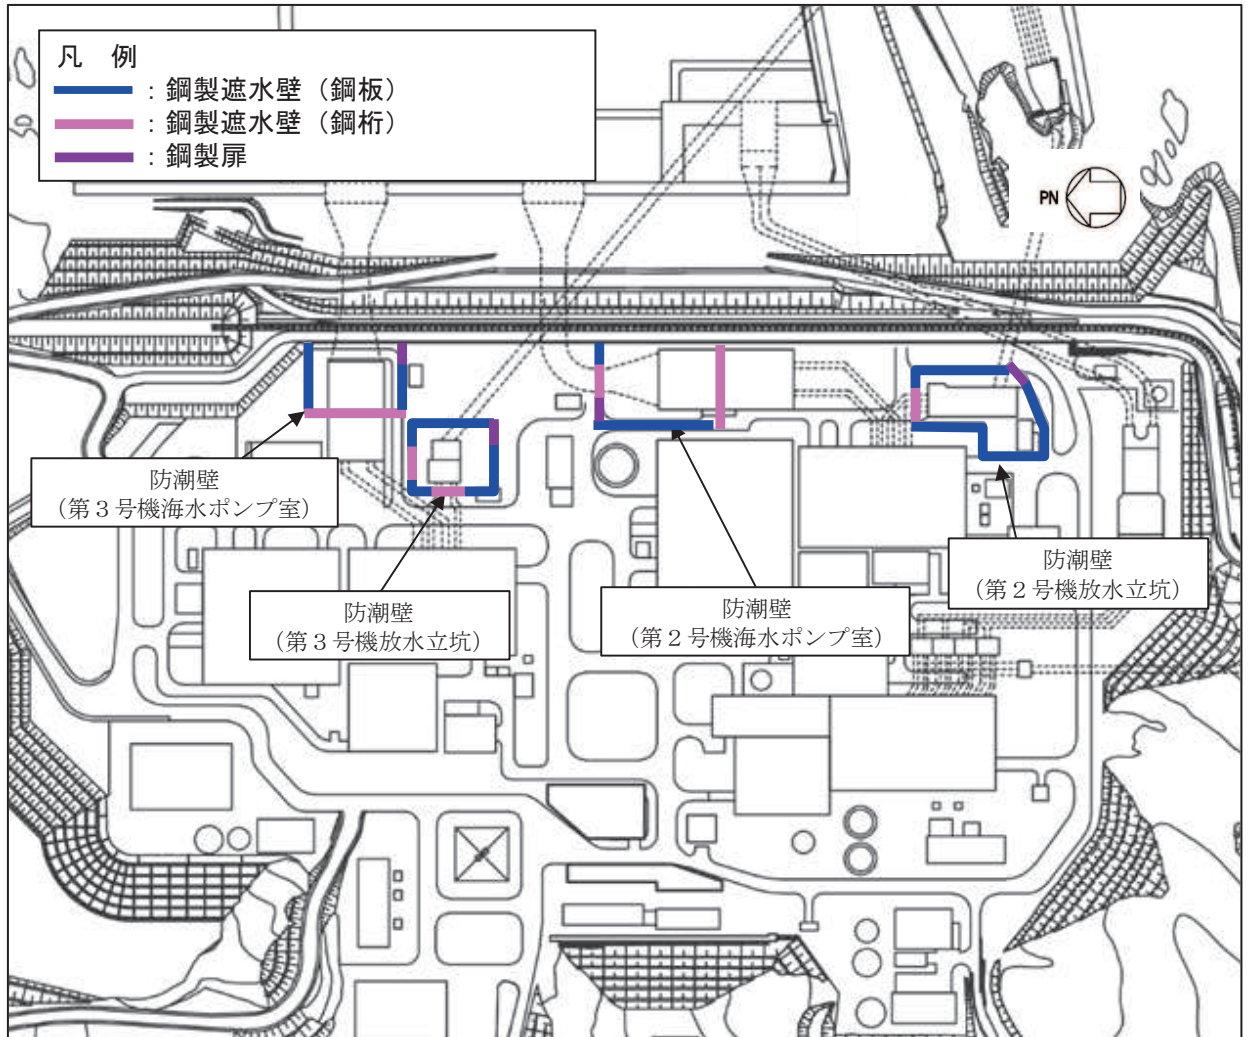 凡　例
：鋼製遮水壁（鋼板）
：鋼製遮水壁（鋼桁）
：鋼製扉
PN
防潮壁
（第３号機海水ポンプ室）
防潮壁
（第３号機放水立坑）
防潮壁
（第２号機海水ポンプ室）
防潮壁
（第２号機放水立坑）